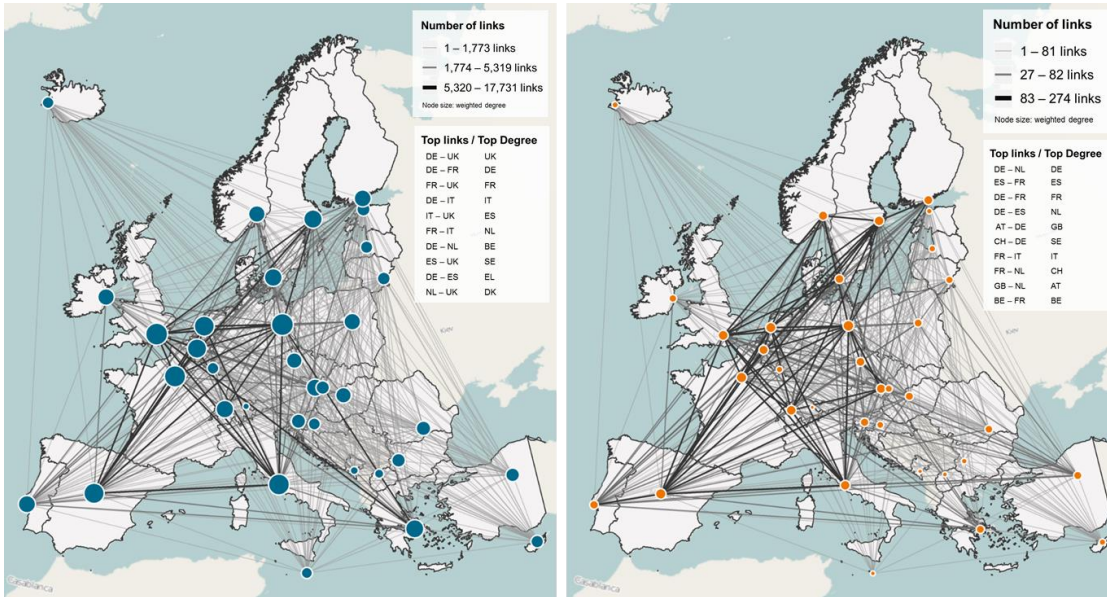 Number of links
1 – 1,773 links
1,774 – 5,319 links
5,320 – 17,731 links
Node size: weighted degree
Top links / Top Degree
DE – UK UK
DE – FR DE
FR – UK FR
DE – IT IT
IT – UK ES
FR – IT NL
DE – NL BE
ES – UK SE
DE – ES EL
NL – UK DK
Kiev
Casablanca
Number of links
1 – 81 links
27 – 82 links
83 – 274 links
Node size: weighted degree
Top links / Top Degree
DE – NL DE
ES – FR ES
DE – FR FR
DE – ES NL
AT – DE GB
CH – DE SE
FR – IT IT
FR – NL CH
GB – NL AT
BE – FR BE
Kiev
Casablanca